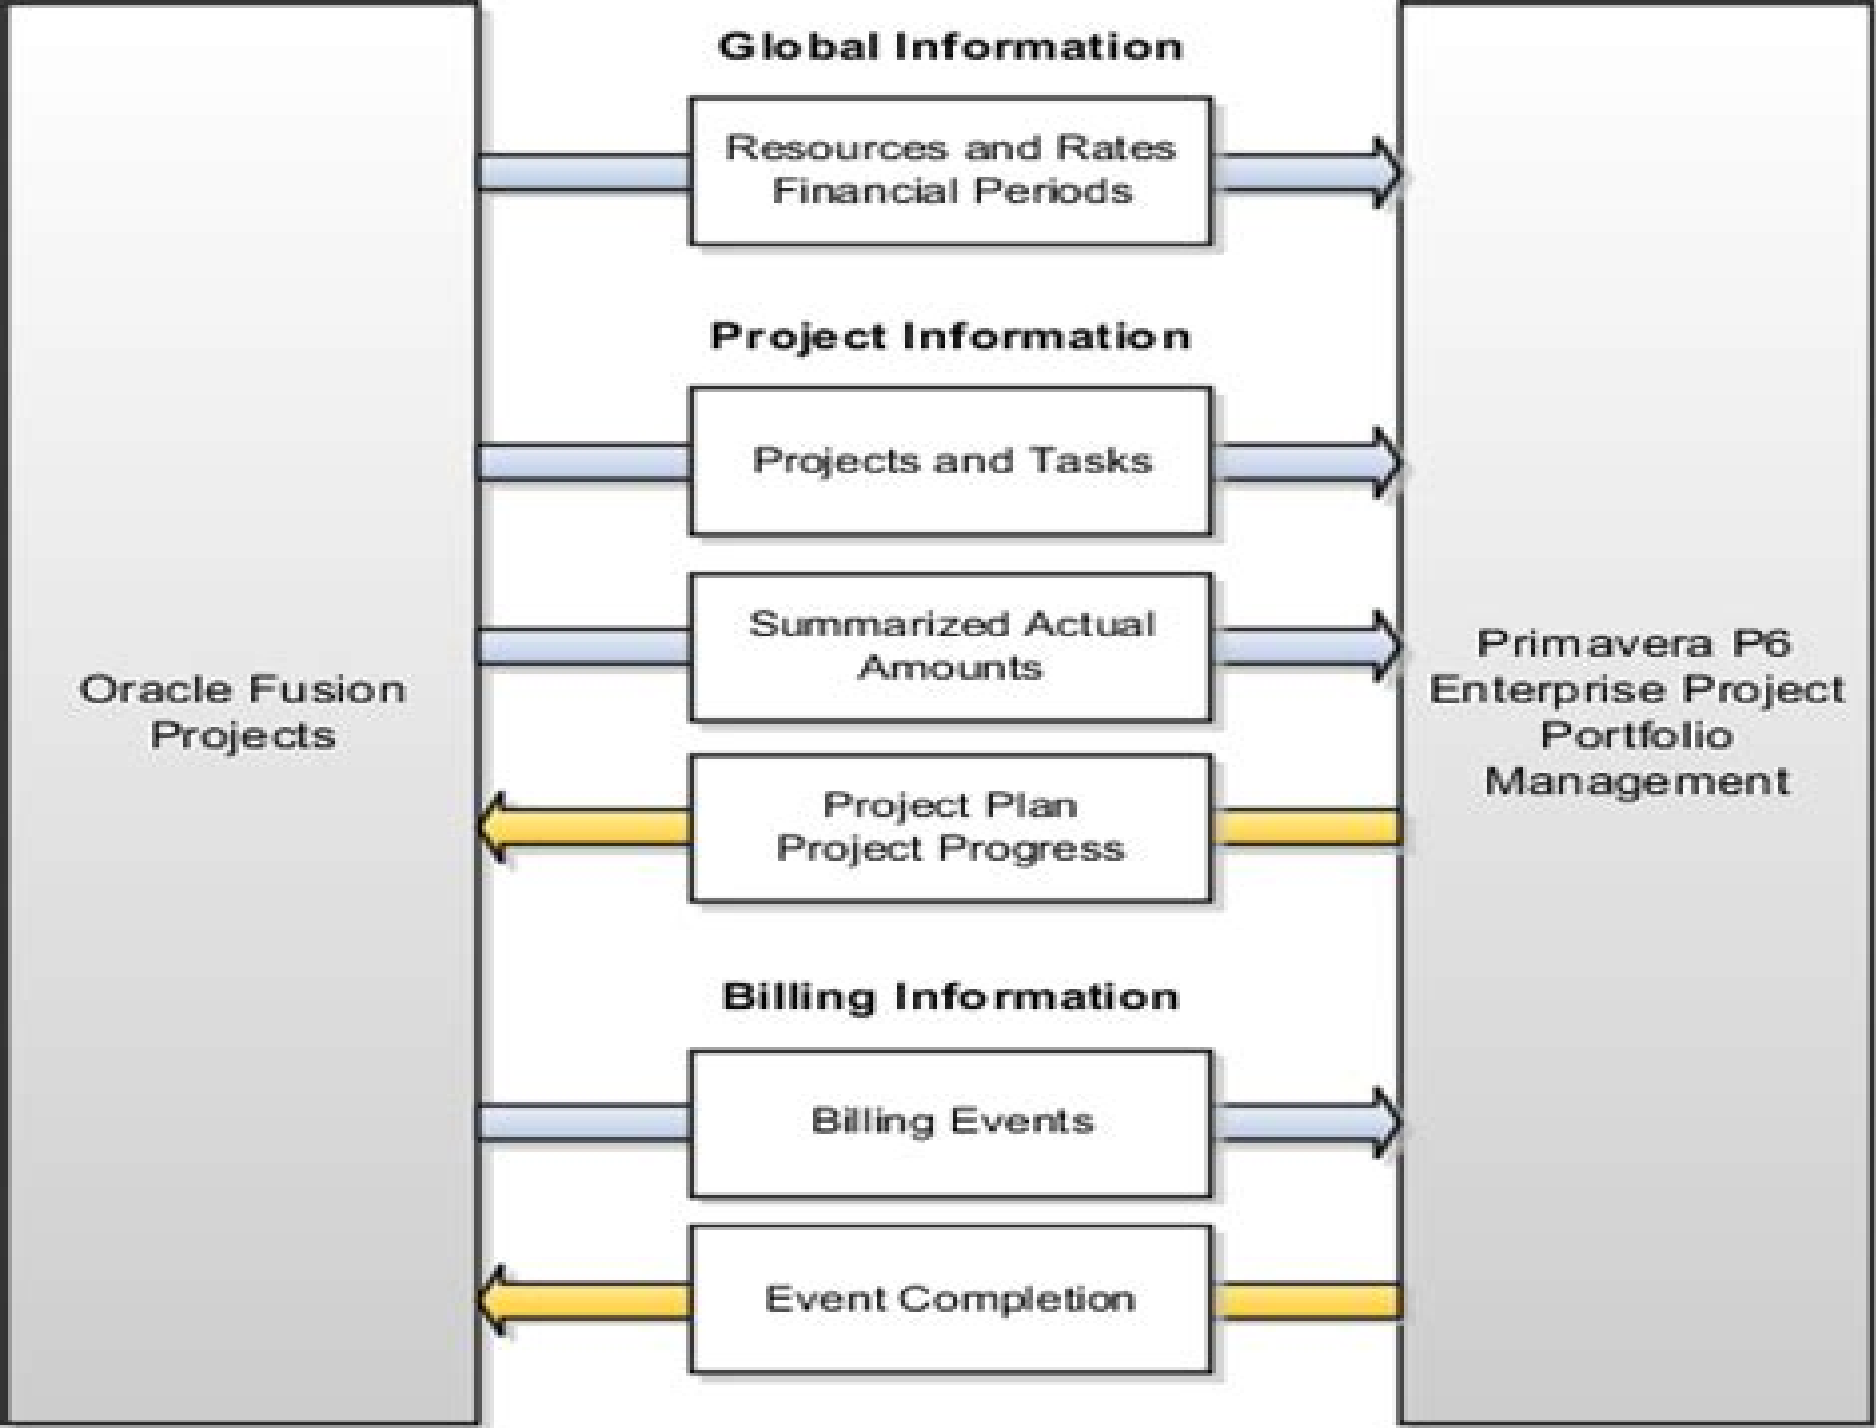 Global Information
Resources and Rates
Financial Periods
Project Information
Projects and Tasks
Summarized Actual
Amounts
Project Plan
Project Progress
Billing Information
Billing Events
Event Completion
Oracle Fusion
Projects
Primavera P6
Enterprise Project
Portfolio
Management